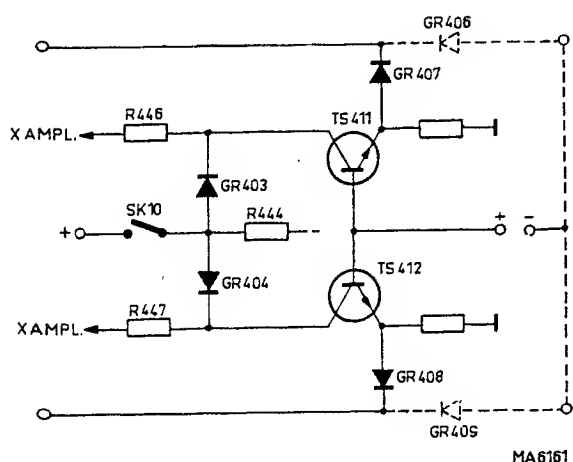 GR406
GR407
TS411
R446
X AMPL.
GR403
SK10
R444
+
+ -
TS412
GR404
R447
X AMPL.
GR408
GR409
MA6161